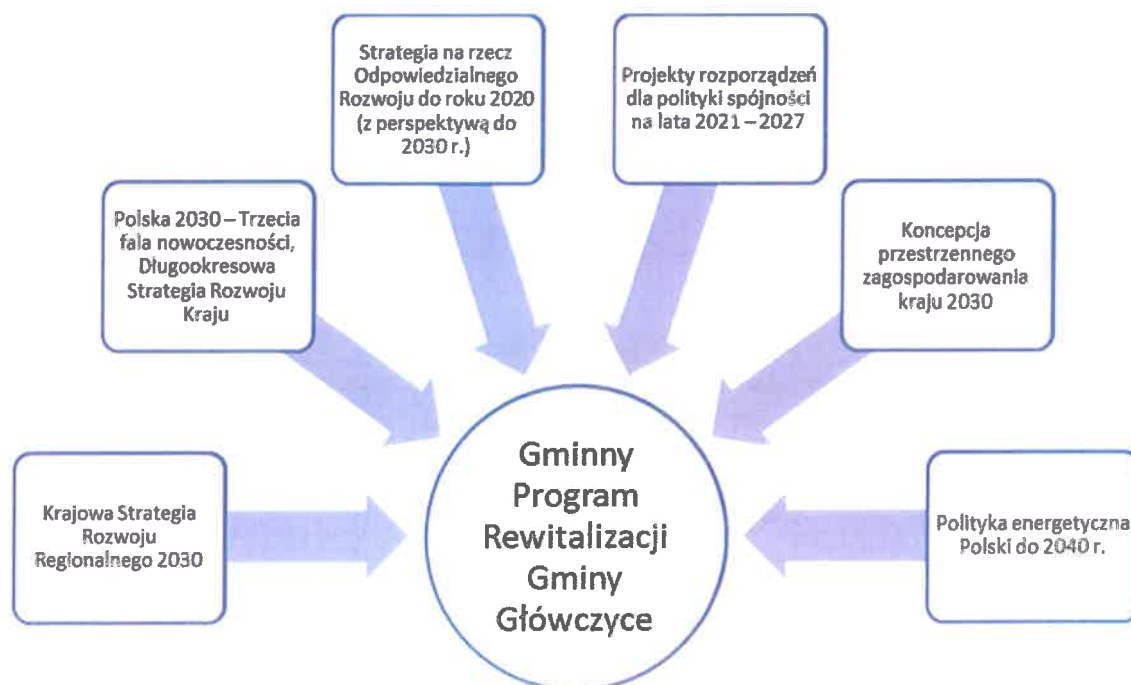 Strategia na rzecz
Odpowiedzialnego
Rozwoju do roku 2020
(z perspektywą do
2030 r.)
Projekty rozporządzeń
dla polityki spójności
na lata 2021 – 2027
Polska 2030 – Trzecia
fala nowoczesności,
Długookresowa
Strategia Rozwoju
Kraju
Koncepcja
przestrzennego
zagospodarowania
kraju 2030
Krajowa Strategia
Rozwoju
Regionalnego 2030
Gminny
Program
Rewitalizacji
Gminy
Główczyce
Polityka energetyczna
Polski do 2040 r.